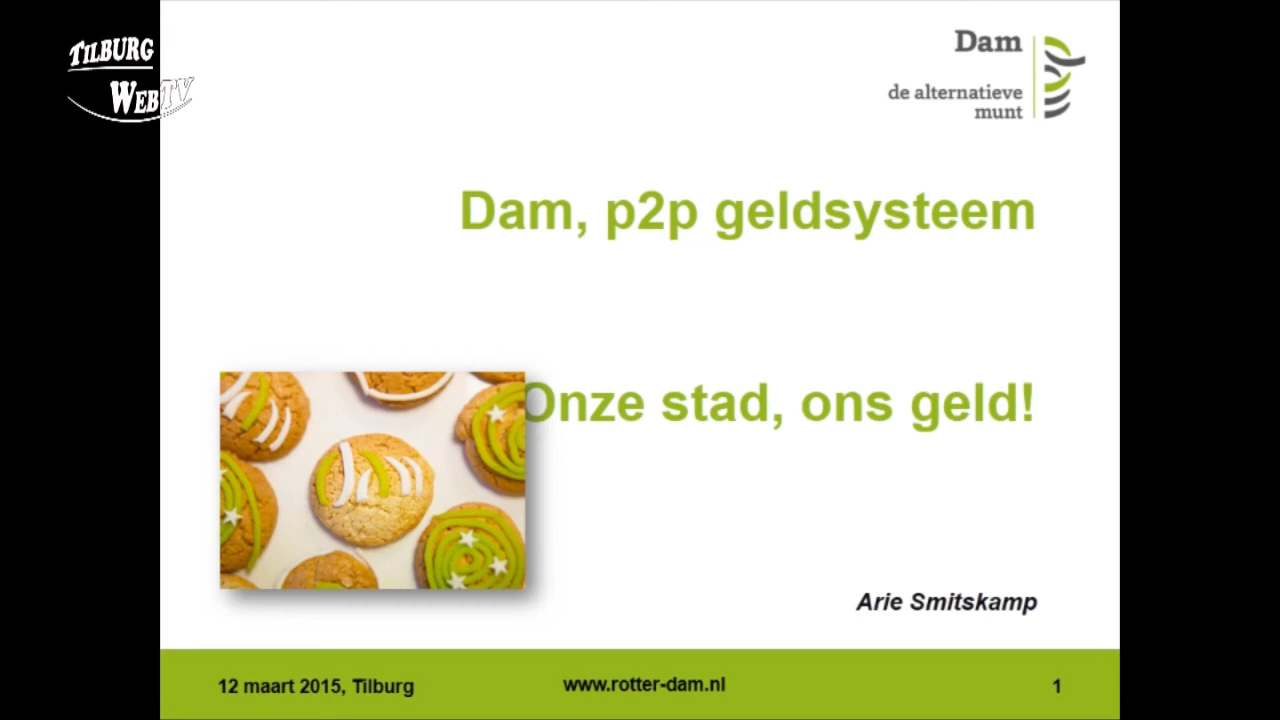 TILBURG
WEBTV
Dam
de alternatieve
munt
Dam, p2p geldsysteem
Onze stad, ons geld!
Dam
Arie Smitskamp
12 maart 2015, Tilburg
www.rotter-dam.nl
1